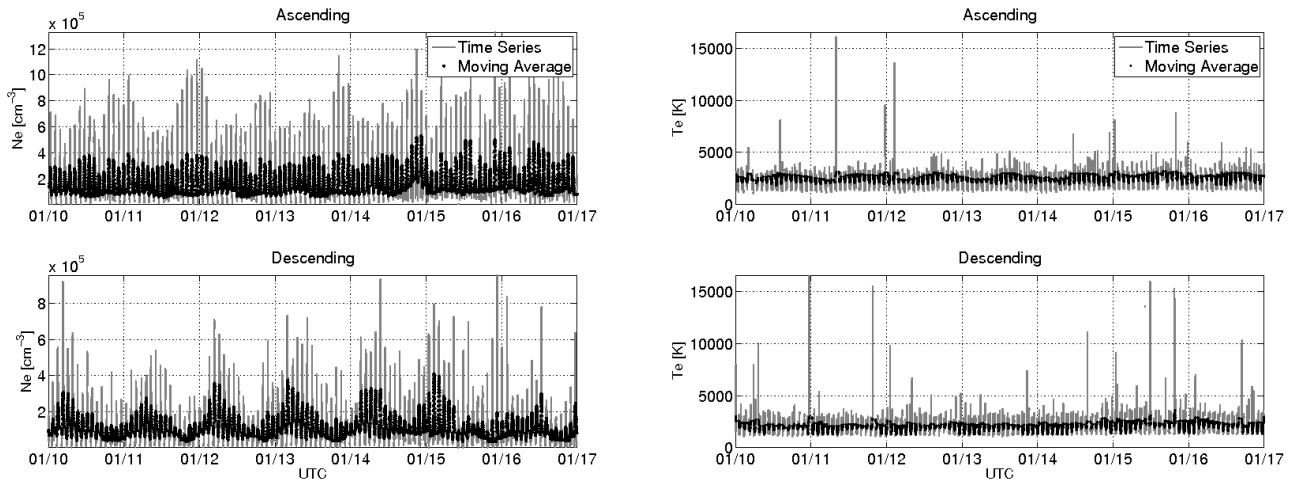 Ascending
x 10⁵
Ne [cm⁻³]
12
10
8
6
4
2
Time Series
Moving Average
01/10 01/11 01/12 01/13 01/14 01/15 01/16 01/17
Ascending
Te [K]
15000
10000
5000
0
Time Series
Moving Average
01/10 01/11 01/12 01/13 01/14 01/15 01/16 01/17
Descending
x 10⁵
Ne [cm⁻³]
8
6
4
2
01/10 01/11 01/12 01/13 01/14 01/15 01/16 01/17
UTC
Descending
Te [K]
15000
10000
5000
0
01/10 01/11 01/12 01/13 01/14 01/15 01/16 01/17
UTC